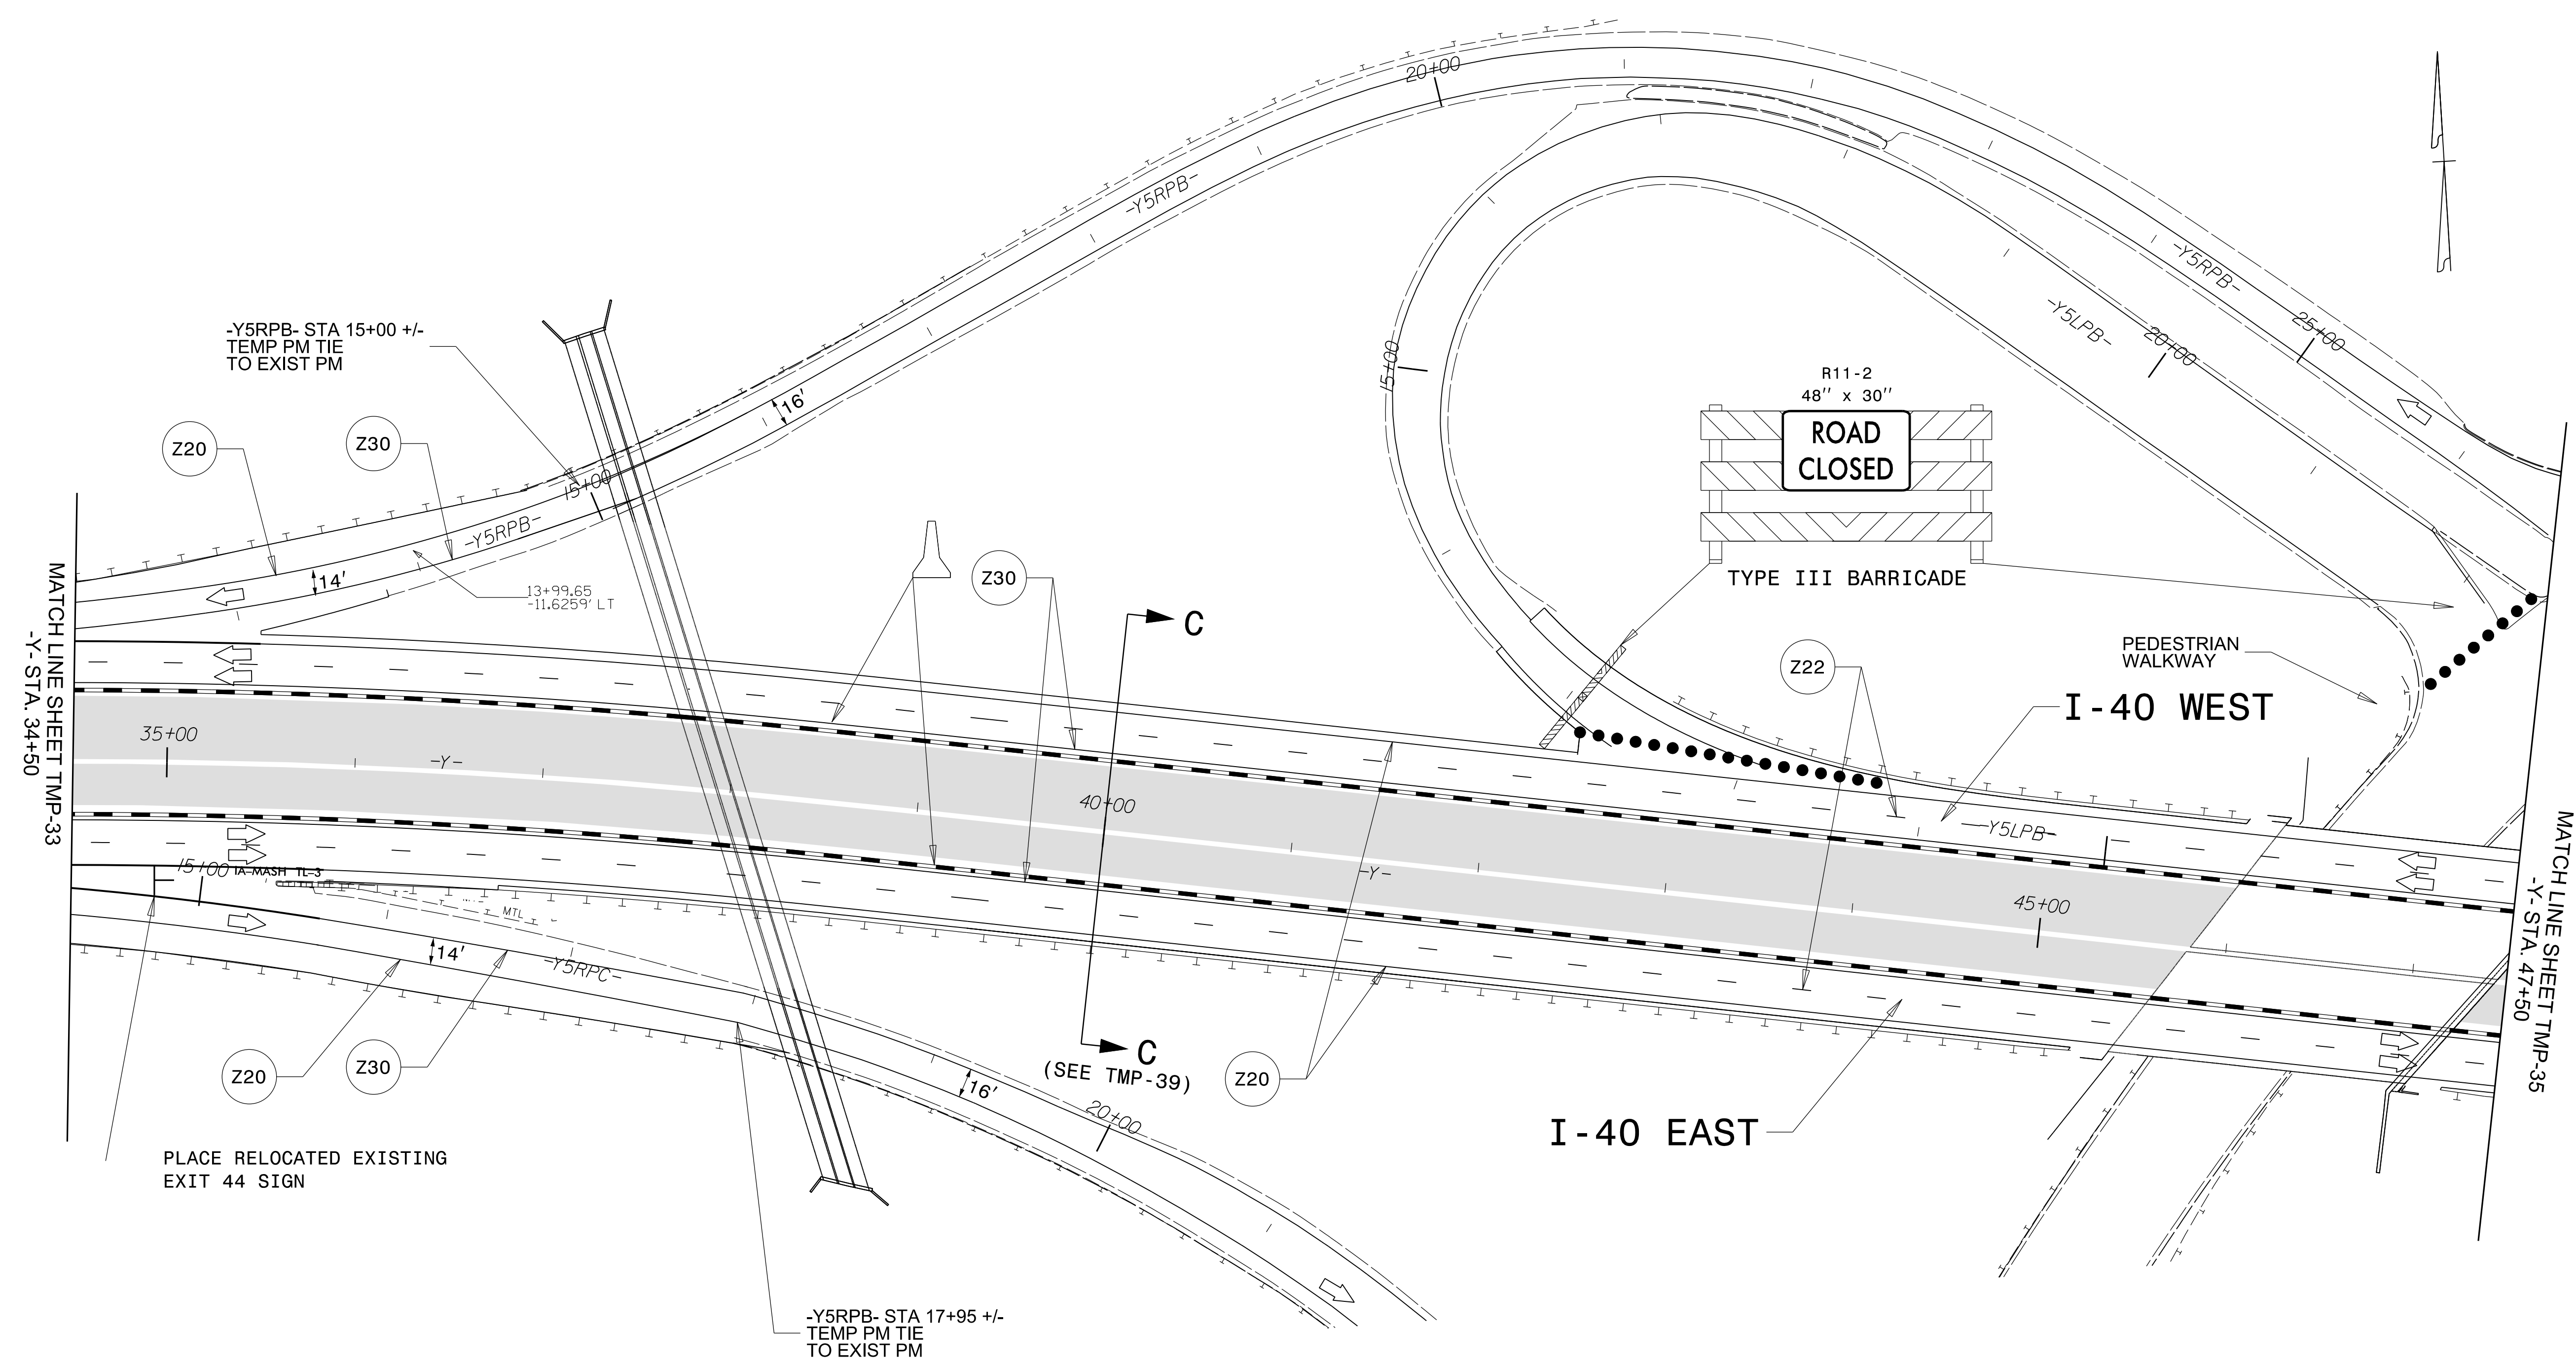 20+00
-Y5RPB-
-Y5RPB-
25+00
-Y5LPB-
20+00
15+00
-Y5RPB- STA 15+00 +/-
TEMP PM TIE
TO EXIST PM
R11-2
48" x 30"
ROAD
CLOSED
TYPE III BARRICADE
16'
Z20
Z30
15+00
-Y5RPB-
14'
13+99.65
-11.6259' LT
Z30
C
PEDESTRIAN
WALKWAY
Z22
I-40 WEST
MATCH LINE SHEET TMP-33
-Y- STA. 34+50
35+00
-Y-
40+00
-Y5LPB-
-Y-
45+00
MATCH LINE SHEET TMP-35
-Y- STA. 47+50
15+00
IA-MASH TL-3
MTL
14'
-Y5RPC-
C
(SEE TMP-39)
Z20
Z20
Z30
16'
20+00
I-40 EAST
PLACE RELOCATED EXISTING
EXIT 44 SIGN
-Y5RPB- STA 17+95 +/-
TEMP PM TIE
TO EXIST PM